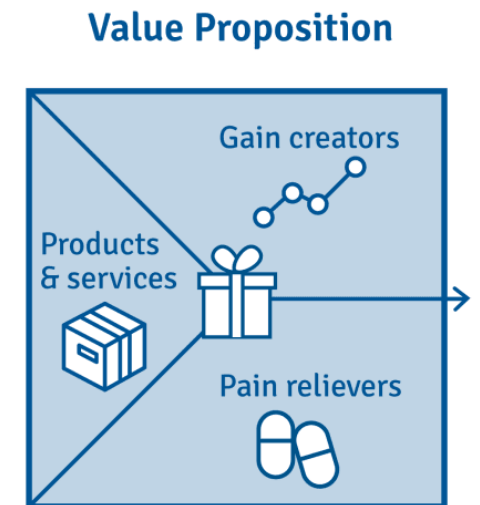 Value Proposition
Gain creators
Products
& services
Pain relievers